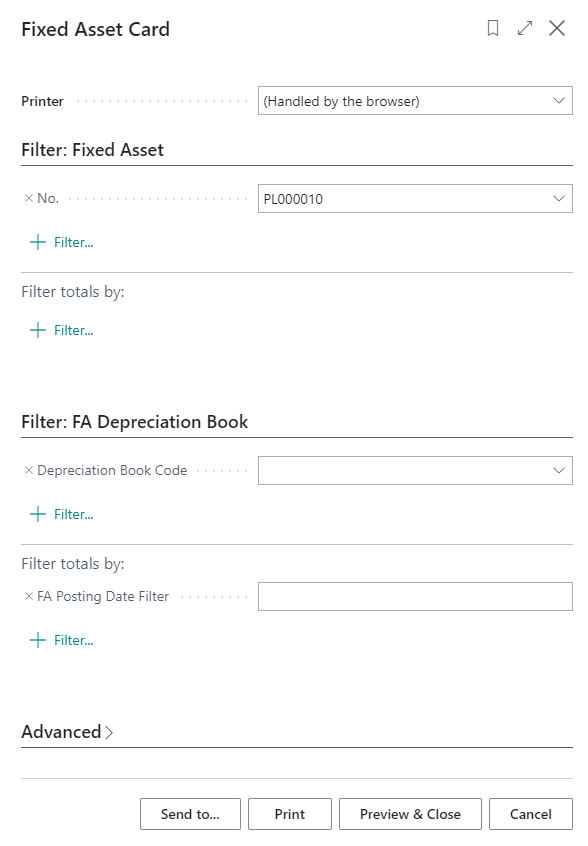 Fixed Asset Card
Printer (Handled by the browser)
Filter: Fixed Asset
× No. PL000010
+ Filter...
Filter totals by:
+ Filter...
Filter: FA Depreciation Book
× Depreciation Book Code
+ Filter...
Filter totals by:
× FA Posting Date Filter
+ Filter...
Advanced >
Send to... Print Preview & Close Cancel